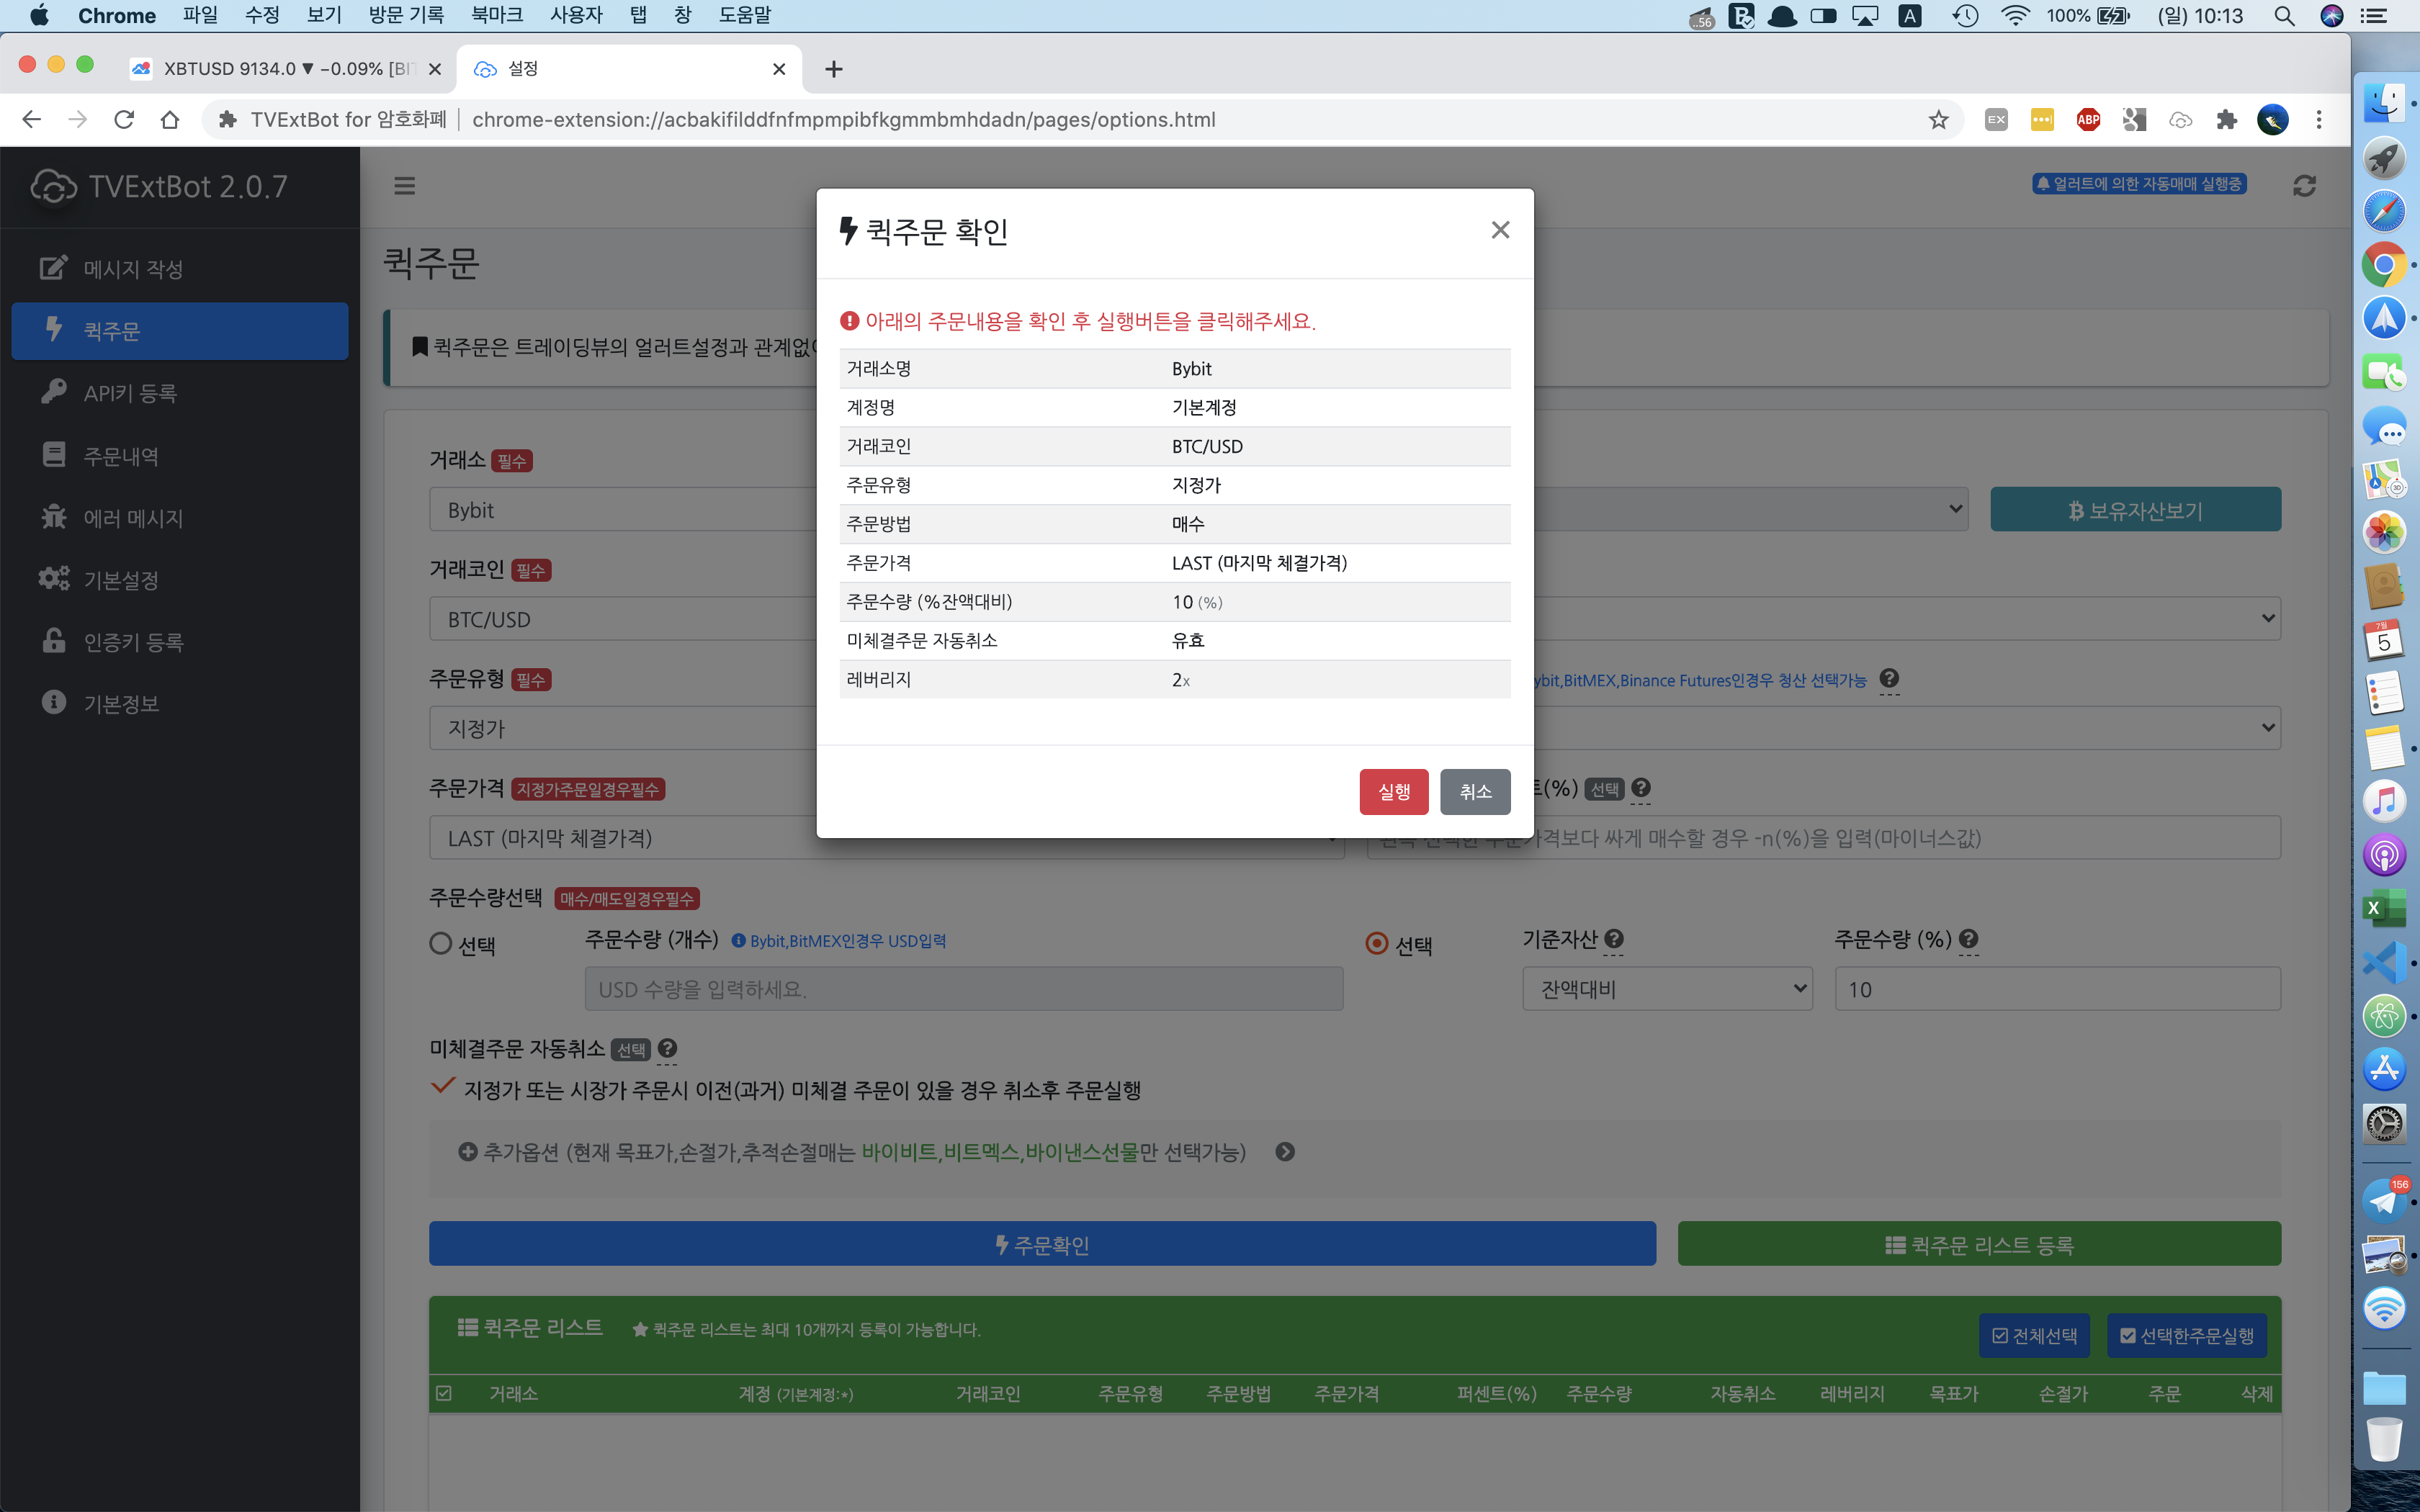 Chrome 파일 수정 보기 방문 기록 북마크 사용자 탭 창 도움말
..56 A 100% (일) 10:13
XBTUSD 9134.0 ▼ −0.09% [BIT
설정
TVExtBot for 암호화폐 chrome-extension://acbakifilddfnfmpmpibfkgmmbmhdadn/pages/options.html
EX ABP
TVExtBot 2.0.7
얼러트에 의한 자동매매 실행중
메시지 작성
퀵주문
API키 등록
주문내역
에러 메시지
기본설정
인증키 등록
기본정보
퀵주문
퀵주문은 트레이딩뷰의 얼러트설정과 관계없이
퀵주문 확인
아래의 주문내용을 확인 후 실행버튼을 클릭해주세요.
거래소명 Bybit
계정명 기본계정
거래코인 BTC/USD
주문유형 지정가
주문방법 매수
주문가격 LAST (마지막 체결가격)
주문수량 (%잔액대비) 10 (%)
미체결주문 자동취소 유효
레버리지 2x
실행 취소
거래소 필수
Bybit
보유자산보기
거래코인 필수
BTC/USD
주문유형 필수
ybit,BitMEX,Binance Futures인경우 청산 선택가능
지정가
주문가격 지정가주문일경우필수
트(%) 선택
LAST (마지막 체결가격)
왼쪽 선택한 주문가격보다 싸게 매수할 경우 -n(%)을 입력(마이너스값)
주문수량선택 매수/매도일경우필수
선택 주문수량 (개수) Bybit,BitMEX인경우 USD입력
USD 수량을 입력하세요.
선택 기준자산 주문수량 (%)
잔액대비 10
미체결주문 자동취소 선택
지정가 또는 시장가 주문시 이전(과거) 미체결 주문이 있을 경우 취소후 주문실행
추가옵션 (현재 목표가,손절가,추적손절매는 바이비트,비트멕스,바이낸스선물만 선택가능)
주문확인
퀵주문 리스트 등록
퀵주문 리스트 퀵주문 리스트는 최대 10개까지 등록이 가능합니다.
전체선택 선택한주문실행
거래소 계정 (기본계정:*) 거래코인 주문유형 주문방법 주문가격 퍼센트(%) 주문수량 자동취소 레버리지 목표가 손절가 주문 삭제
7월
5
156